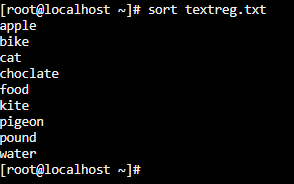 [root@localhost ~]# sort textreg.txt
apple
bike
cat
choclate
food
kite
pigeon
pound
water
[root@localhost ~]#